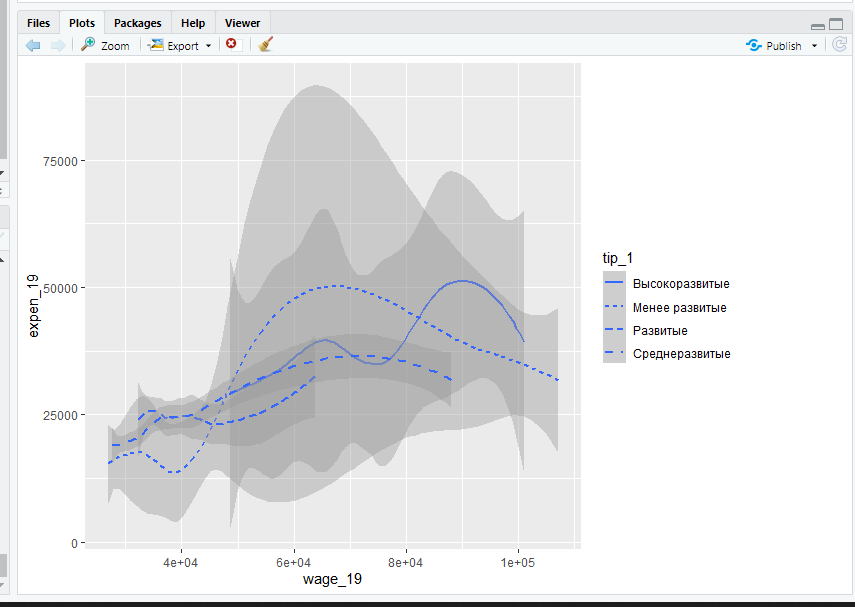 Files Plots Packages Help Viewer
Zoom Export Publish
75000
50000
25000
0
expen_19
4e+04 6e+04 8e+04 1e+05
wage_19
tip_1
Высокоразвитые
Менее развитые
Развитые
Среднеразвитые